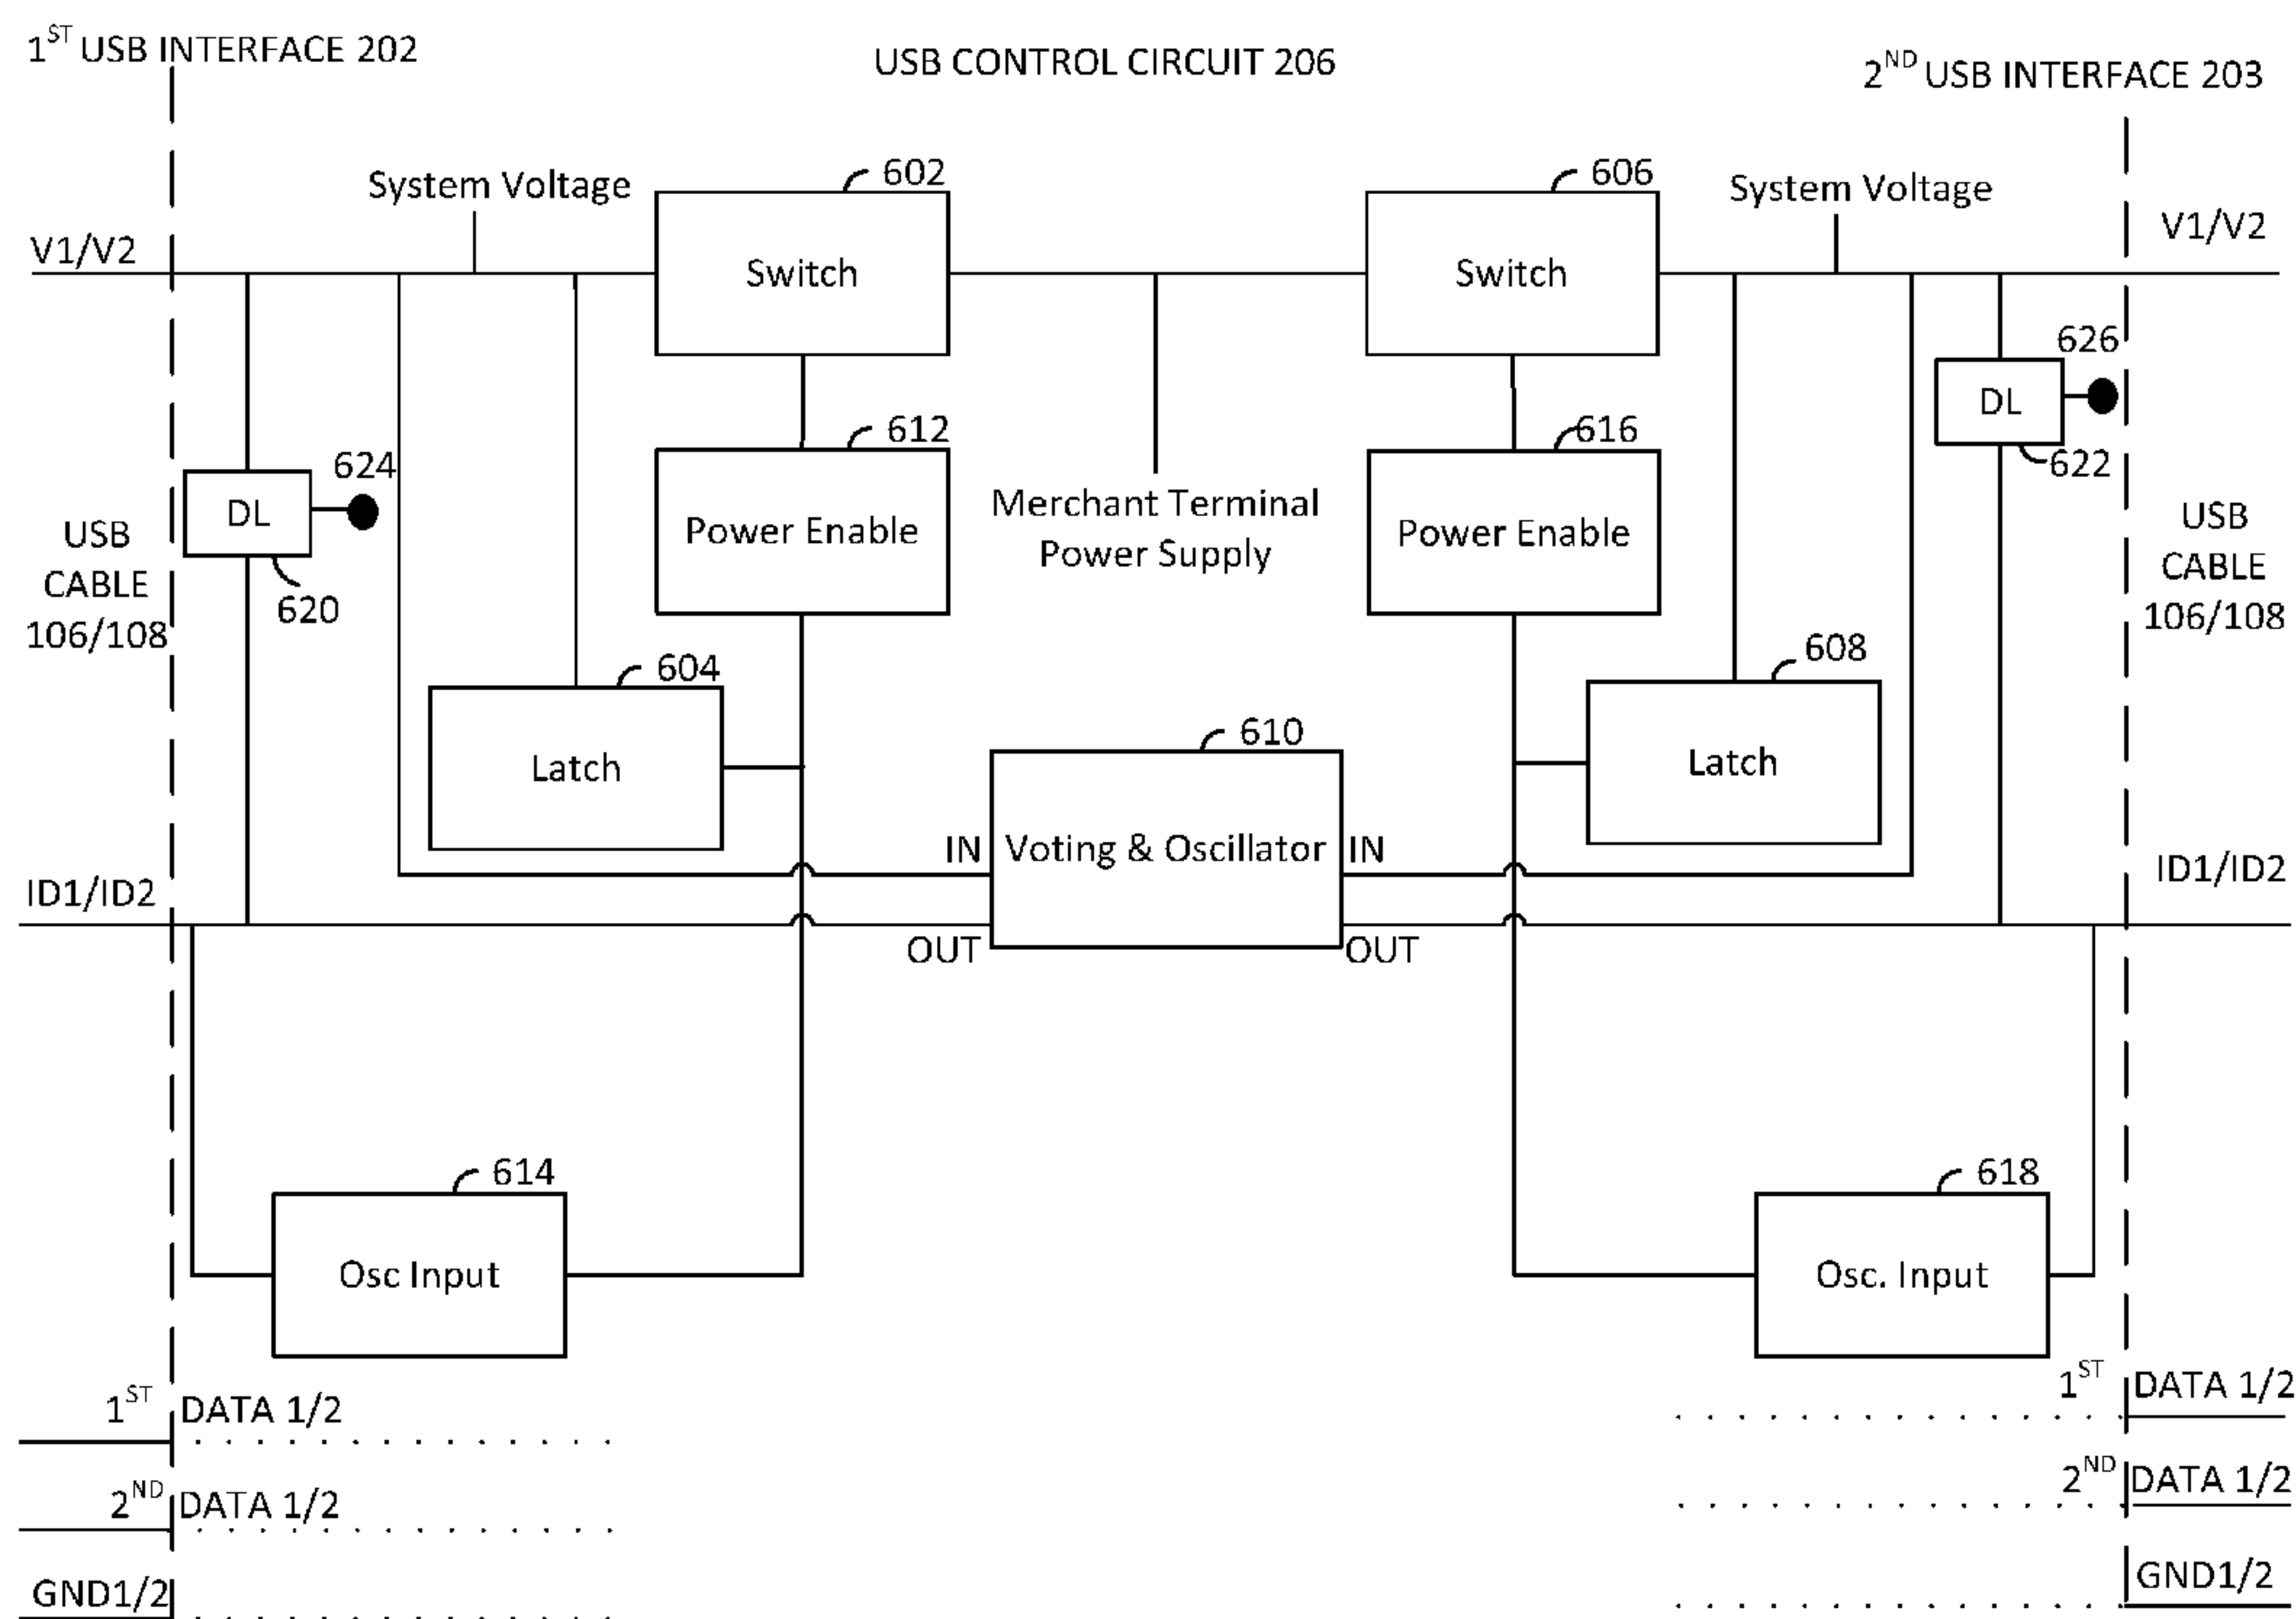 1ST USB INTERFACE 202
USB CONTROL CIRCUIT 206
2ND USB INTERFACE 203
602
606
System Voltage
System Voltage
V1/V2
V1/V2
Switch
Switch
626
612
616
DL
624
622
DL
Power Enable
Merchant Terminal
Power Supply
Power Enable
USB
CABLE
106/108
USB
CABLE
106/108
620
604
608
610
Latch
Latch
IN
Voting & Oscillator
IN
ID1/ID2
ID1/ID2
OUT
OUT
614
618
Osc Input
Osc. Input
1ST DATA 1/2
1ST DATA 1/2
2ND DATA 1/2
2ND DATA 1/2
GND1/2
GND1/2